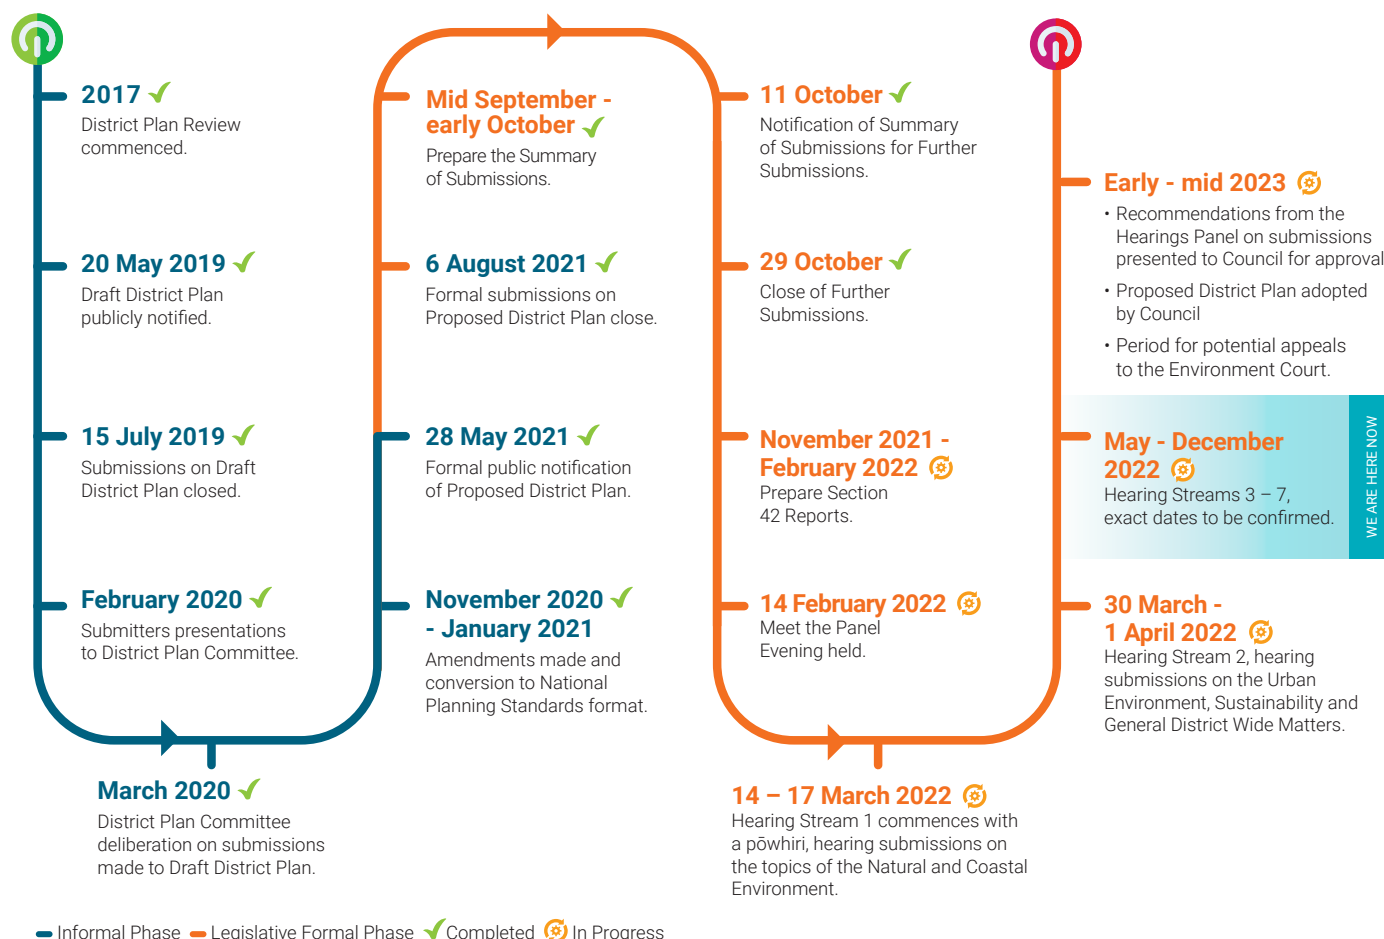 2017
District Plan Review
commenced.
20 May 2019
Draft District Plan
publicly notified.
15 July 2019
Submissions on Draft
District Plan closed.
February 2020
Submitters presentations
to District Plan Committee.
March 2020
District Plan Committee
deliberation on submissions
made to Draft District Plan.
November 2020
- January 2021
Amendments made and
conversion to National
Planning Standards format.
28 May 2021
Formal public notification
of Proposed District Plan.
6 August 2021
Formal submissions on
Proposed District Plan close.
Mid September -
early October
Prepare the Summary
of Submissions.
11 October
Notification of Summary
of Submissions for Further
Submissions.
29 October
Close of Further
Submissions.
November 2021 -
February 2022
Prepare Section
42 Reports.
14 February 2022
Meet the Panel
Evening held.
14 – 17 March 2022
Hearing Stream 1 commences with
a pōwhiri, hearing submissions on
the topics of the Natural and Coastal
Environment.
30 March -
1 April 2022
Hearing Stream 2, hearing
submissions on the Urban
Environment, Sustainability and
General District Wide Matters.
May - December
2022
Hearing Streams 3 – 7,
exact dates to be confirmed.
WE ARE HERE NOW
Early - mid 2023
• Recommendations from the
Hearings Panel on submissions
presented to Council for approval
• Proposed District Plan adopted
by Council
• Period for potential appeals
to the Environment Court.
Informal Phase Legislative Formal Phase Completed In Progress